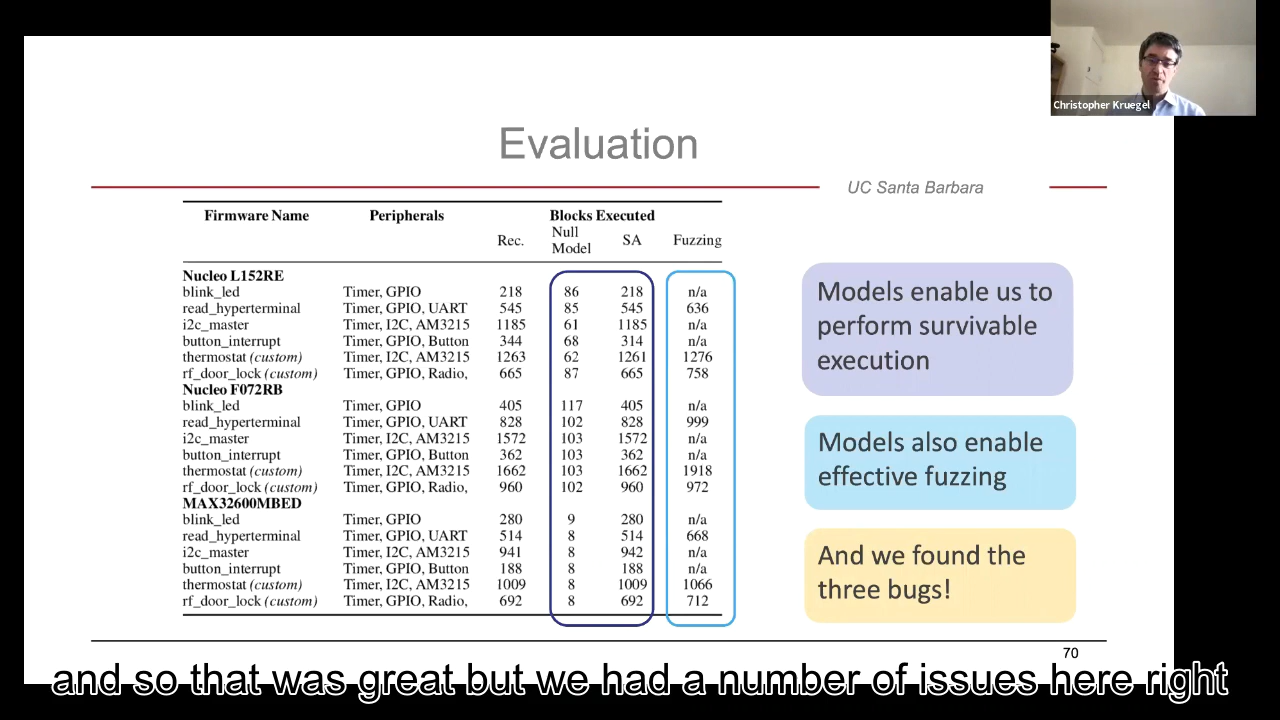 Christopher Kruegel
Evaluation
UC Santa Barbara
Firmware Name Peripherals Blocks Executed
Rec. Null Model SA Fuzzing
Nucleo L152RE
blink_led Timer, GPIO 218 86 218 n/a
read_hyperterminal Timer, GPIO, UART 545 85 545 636
i2c_master Timer, I2C, AM3215 1185 61 1185 n/a
button_interrupt Timer, GPIO, Button 344 68 314 n/a
thermostat (custom) Timer, I2C, AM3215 1263 62 1261 1276
rf_door_lock (custom) Timer, GPIO, Radio, 665 87 665 758
Nucleo F072RB
blink_led Timer, GPIO 405 117 405 n/a
read_hyperterminal Timer, GPIO, UART 828 102 828 999
i2c_master Timer, I2C, AM3215 1572 103 1572 n/a
button_interrupt Timer, GPIO, Button 362 103 362 n/a
thermostat (custom) Timer, I2C, AM3215 1662 103 1662 1918
rf_door_lock (custom) Timer, GPIO, Radio, 960 102 960 972
MAX32600MBED
blink_led Timer, GPIO 280 9 280 n/a
read_hyperterminal Timer, GPIO, UART 514 8 514 668
i2c_master Timer, I2C, AM3215 941 8 942 n/a
button_interrupt Timer, GPIO, Button 188 8 188 n/a
thermostat (custom) Timer, I2C, AM3215 1009 8 1009 1066
rf_door_lock (custom) Timer, GPIO, Radio, 692 8 692 712
Models enable us to
perform survivable
execution
Models also enable
effective fuzzing
And we found the
three bugs!
70
and so that was great but we had a number of issues here right